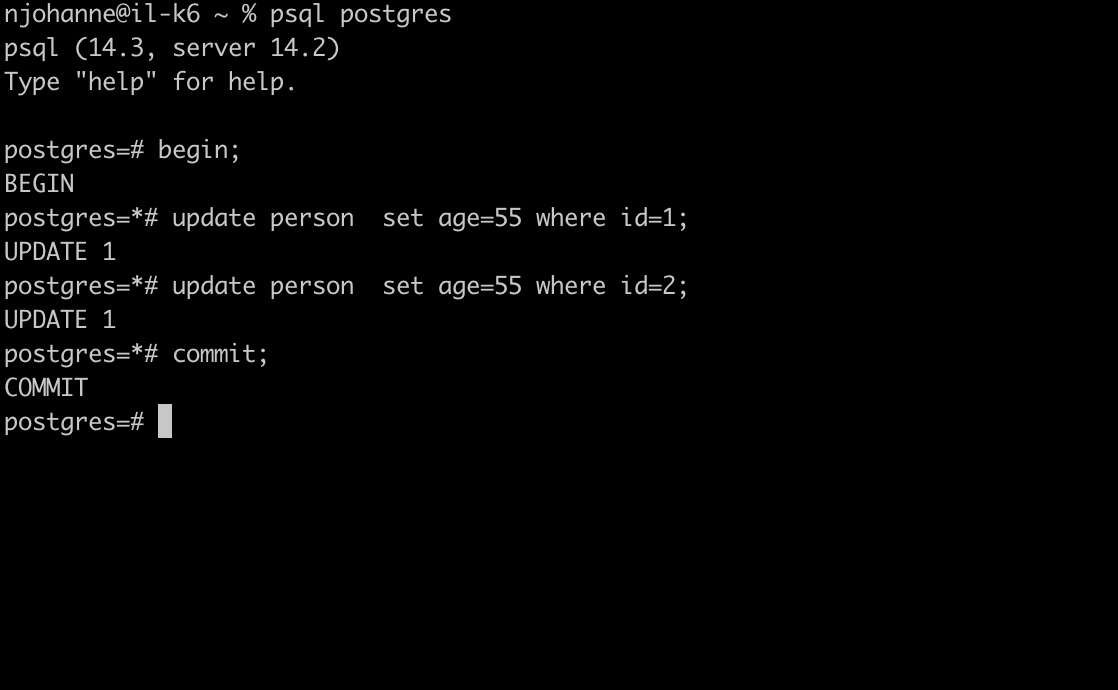 njohanne@il-k6 ~ % psql postgres
psql (14.3, server 14.2)
Type "help" for help.
postgres=# begin;
BEGIN
postgres=*# update person  set age=55 where id=1;
UPDATE 1
postgres=*# update person  set age=55 where id=2;
UPDATE 1
postgres=*# commit;
COMMIT
postgres=#